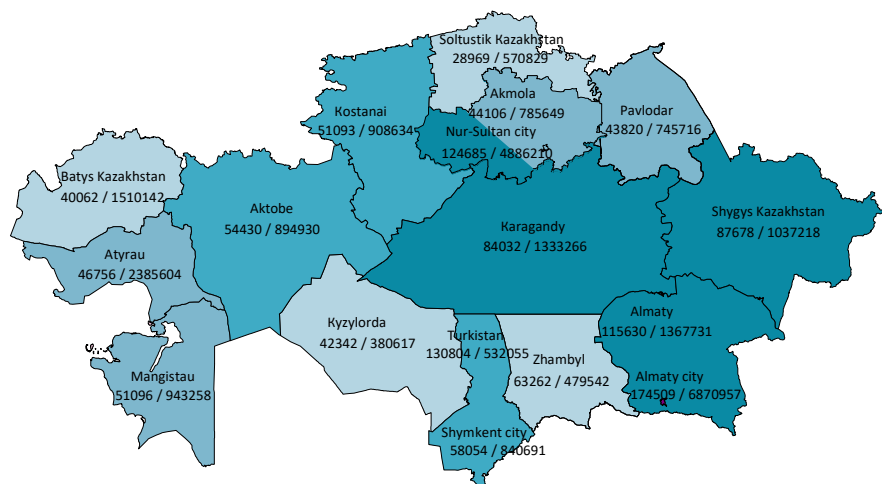 Soltustik Kazakhstan
28969 / 570829
Akmola
44106 / 785649
Pavlodar
43820 / 745716
Kostanai
51093 / 908634
Nur-Sultan city
124685 / 4886210
Batys Kazakhstan
40062 / 1510142
Aktobe
54430 / 894930
Karagandy
84032 / 1333266
Shygys Kazakhstan
87678 / 1037218
Atyrau
46756 / 2385604
Kyzylorda
42342 / 380617
Turkistan
130804 / 532055
Zhambyl
63262 / 479542
Almaty
115630 / 1367731
Mangistau
51096 / 943258
Almaty city
174509 / 6870957
Shymkent city
58054 / 840691